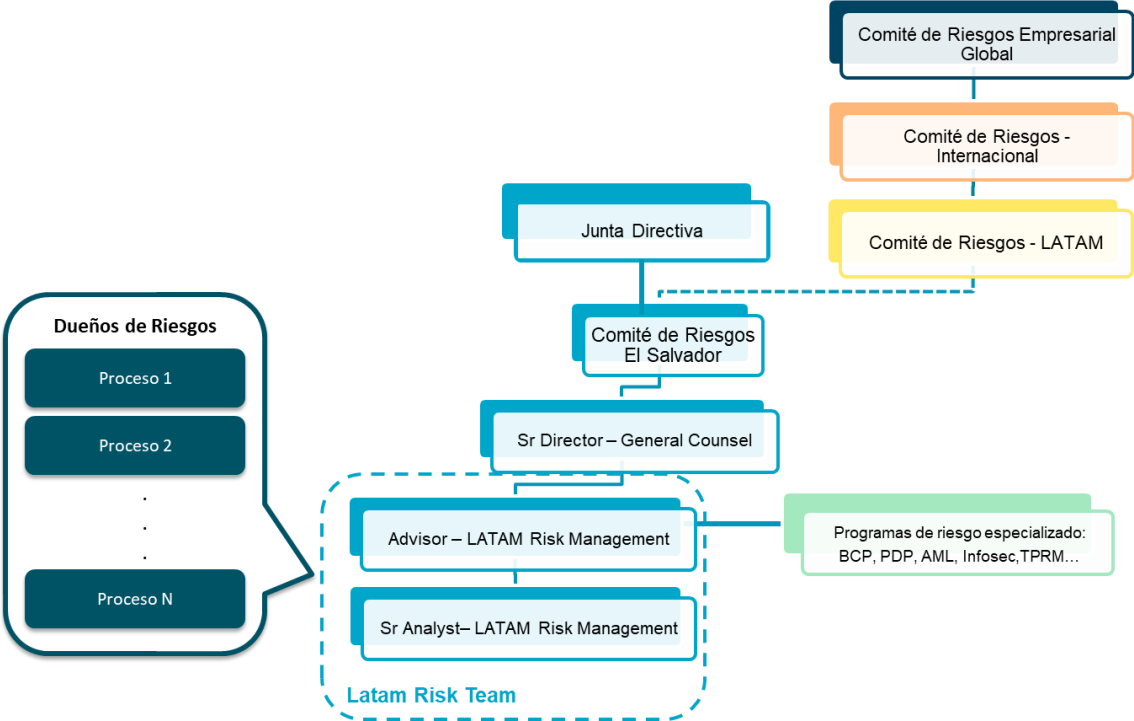 Comité de Riesgos Empresarial
Global
Comité de Riesgos -
Internacional
Comité de Riesgos - LATAM
Junta Directiva
Comité de Riesgos
El Salvador
Sr Director – General Counsel
Advisor – LATAM Risk Management
Sr Analyst– LATAM Risk Management
Latam Risk Team
Programas de riesgo especializado:
BCP, PDP, AML, Infosec,TPRM...
Dueños de Riesgos
Proceso 1
Proceso 2
.
.
.
Proceso N